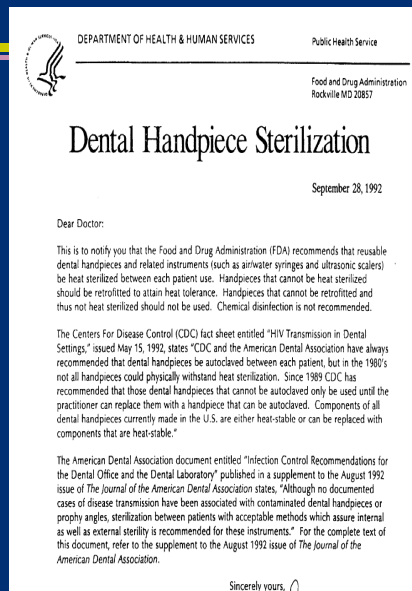 DEPARTMENT OF HEALTH & HUMAN SERVICES
Public Health Service
Food and Drug Administration
Rockville MD 20857
Dental Handpiece Sterilization
September 28, 1992
Dear Doctor:
This is to notify you that the Food and Drug Administration (FDA) recommends that reusable
dental handpieces and related instruments (such as air/water syringes and ultrasonic scalers)
be heat sterilized between each patient use. Handpieces that cannot be heat sterilized
should be retrofitted to attain heat tolerance. Handpieces that cannot be retrofitted and
thus not heat sterilized should not be used. Chemical disinfection is not recommended.
The Centers For Disease Control (CDC) fact sheet entitled "HIV Transmission in Dental
Settings," issued May 15, 1992, states "CDC and the American Dental Association have always
recommended that dental handpieces be autoclaved between each patient, but in the 1980's
not all handpieces could physically withstand heat sterilization. Since 1989 CDC has
recommended that those dental handpieces that cannot be autoclaved only be used until the
practitioner can replace them with a handpiece that can be autoclaved. Components of all
dental handpieces currently made in the U.S. are either heat-stable or can be replaced with
components that are heat-stable."
The American Dental Association document entitled "Infection Control Recommendations for
the Dental Office and the Dental Laboratory" published in a supplement to the August 1992
issue of The Journal of the American Dental Association states, "Although no documented
cases of disease transmission have been associated with contaminated dental handpieces or
prophy angles, sterilization between patients with acceptable methods which assure internal
as well as external sterility is recommended for these instruments." For the complete text of
this document, refer to the supplement to the August 1992 issue of The Journal of the
American Dental Association.
Sincerely yours,